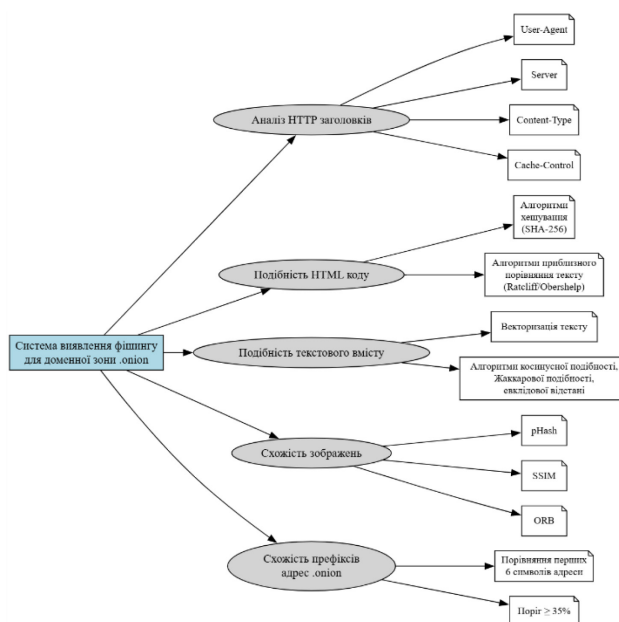 Система виявлення фішингу
для доменної зони .onion
Аналіз HTTP заголовків
User-Agent
Server
Content-Type
Cache-Control
Подібність HTML коду
Алгоритми
хешування
(SHA-256)
Алгоритми приблизного
порівняння тексту
(Ratcliff/Obershelp)
Подібність текстового вмісту
Векторизація тексту
Алгоритми косинусної подібності,
Жаккарової подібності,
евклідової відстані
Схожість зображень
pHash
SSIM
ORB
Схожість префіксів
адрес .onion
Порівняння перших
6 символів адреси
Поріг ≥ 35%